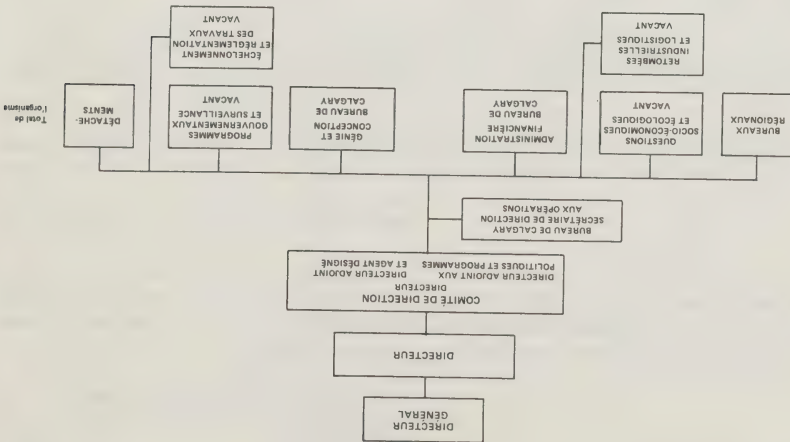 DIRECTEUR
GÉNÉRAL
DIRECTEUR
COMITÉ DE DIRECTION
DIRECTEUR
DIRECTEUR ADJOINT AUX DIRECTEUR ADJOINT
POLITIQUES ET PROGRAMMES ET AGENT DÉSIGNÉ
BUREAU DE CALGARY
SECRÉTAIRE DE DIRECTION
AUX OPÉRATIONS
BUREAUX
RÉGIONAUX
QUESTIONS
SOCIO-ÉCONOMIQUES
ET ÉCOLOGIQUES
VACANT
ADMINISTRATION
FINANCIÈRE
BUREAU DE
CALGARY
GÉNIE ET
CONCEPTION
BUREAU DE
CALGARY
PROGRAMMES
GOUVERNEMENTAUX
ET SURVEILLANCE
VACANT
DÉTACHE-
MENTS
Total de
l'organisme
RETOMBÉES
INDUSTRIELLES
ET LOGISTIQUES
VACANT
ÉCHELONNEMENT
ET RÉGLEMENTATION
DES TRAVAUX
VACANT